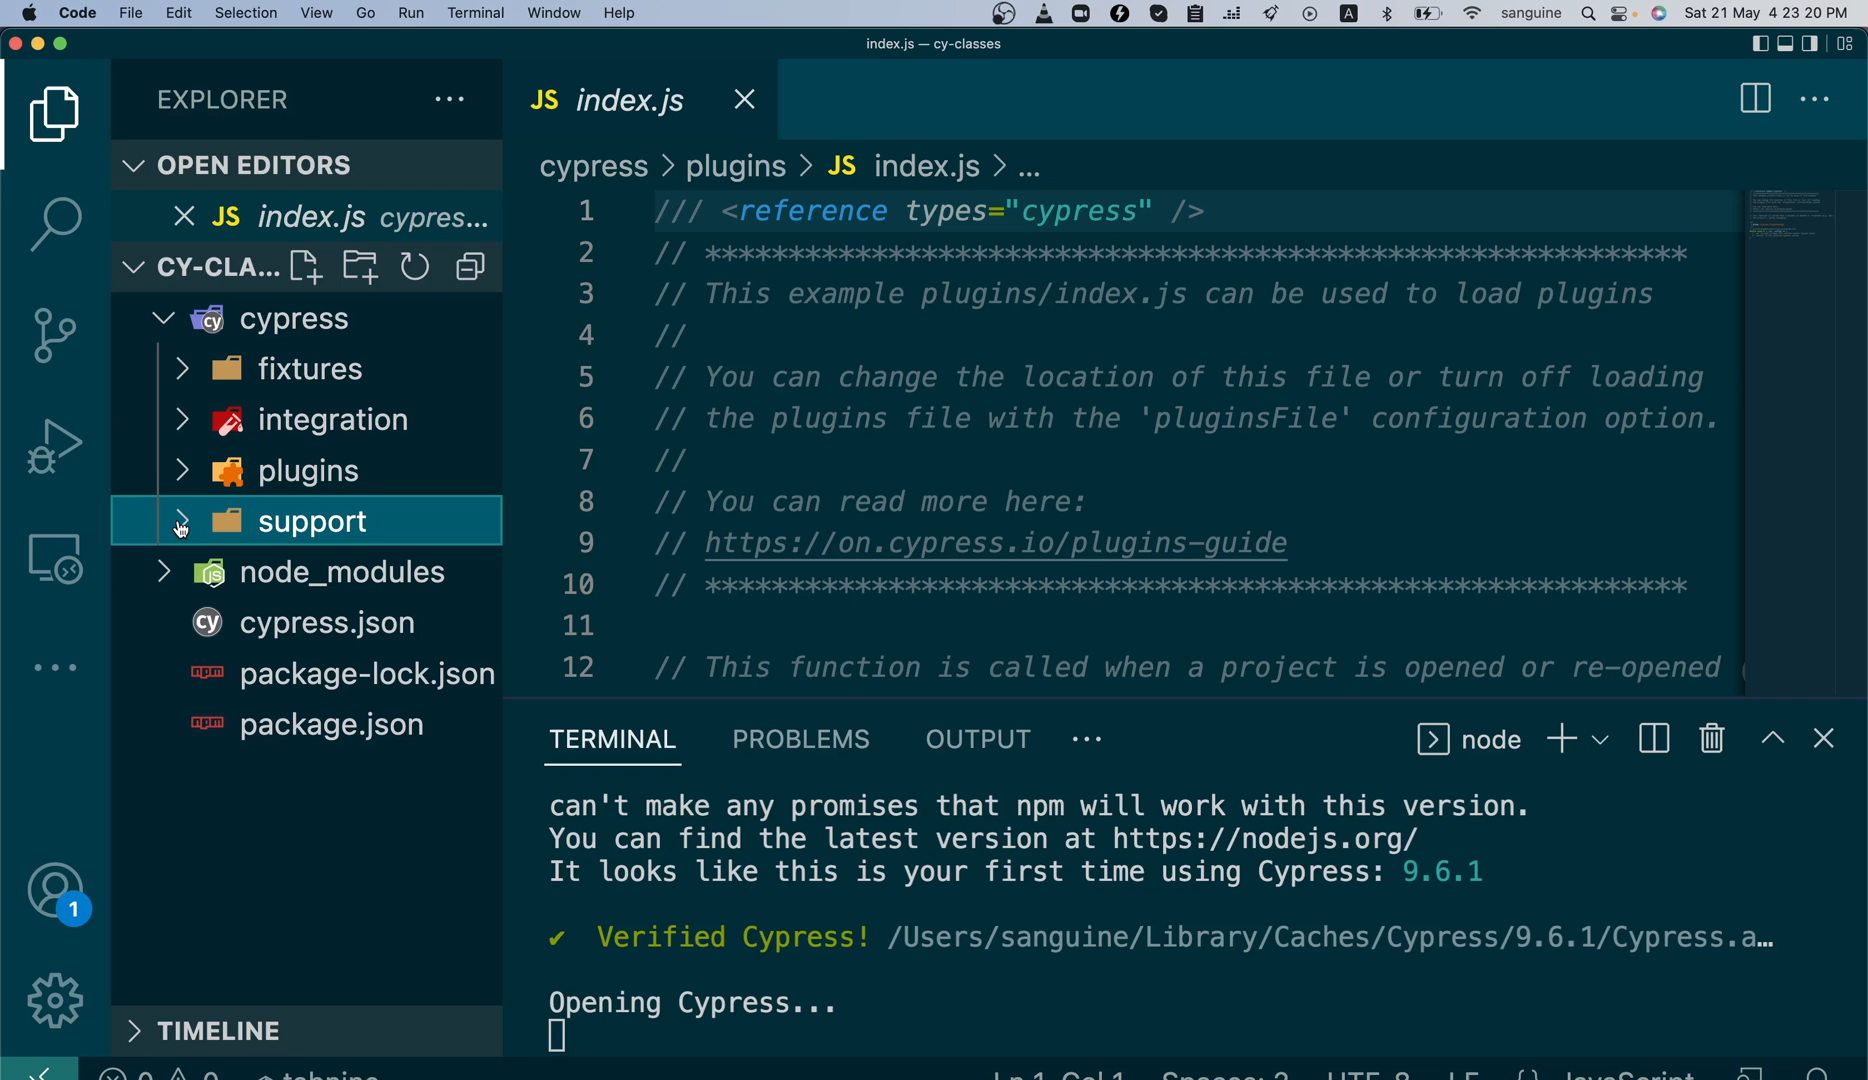 Code File Edit Selection View Go Run Terminal Window Help
A sanguine Sat 21 May 4 23 20 PM
index.js — cy-classes
EXPLORER
OPEN EDITORS
JS index.js cypres...
CY-CLA...
cypress
fixtures
integration
plugins
support
node_modules
cypress.json
package-lock.json
package.json
1
TIMELINE
JS index.js
cypress > plugins > JS index.js > ...
1 /// <reference types="cypress" />
2 // ***********************************************************
3 // This example plugins/index.js can be used to load plugins
4 //
5 // You can change the location of this file or turn off loading
6 // the plugins file with the 'pluginsFile' configuration option.
7 //
8 // You can read more here:
9 // https://on.cypress.io/plugins-guide
10 // ***********************************************************
11
12 // This function is called when a project is opened or re-opened (
TERMINAL PROBLEMS OUTPUT ...
node
can't make any promises that npm will work with this version.
You can find the latest version at https://nodejs.org/
It looks like this is your first time using Cypress: 9.6.1
✔ Verified Cypress! /Users/sanguine/Library/Caches/Cypress/9.6.1/Cypress.a…
Opening Cypress...